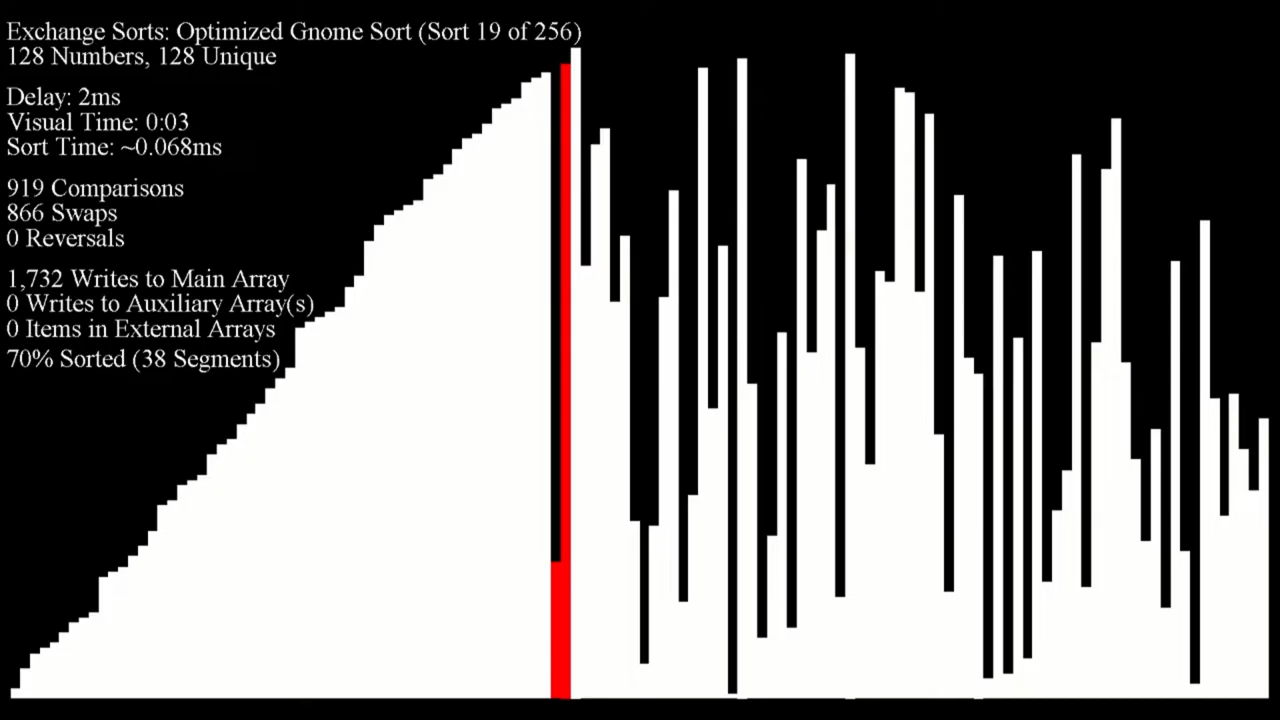 Exchange Sorts: Optimized Gnome Sort (Sort 19 of 256)
128 Numbers, 128 Unique
Delay: 2ms
Visual Time: 0:03
Sort Time: ~0.068ms
919 Comparisons
866 Swaps
0 Reversals
1,732 Writes to Main Array
0 Writes to Auxiliary Array(s)
0 Items in External Arrays
70% Sorted (38 Segments)